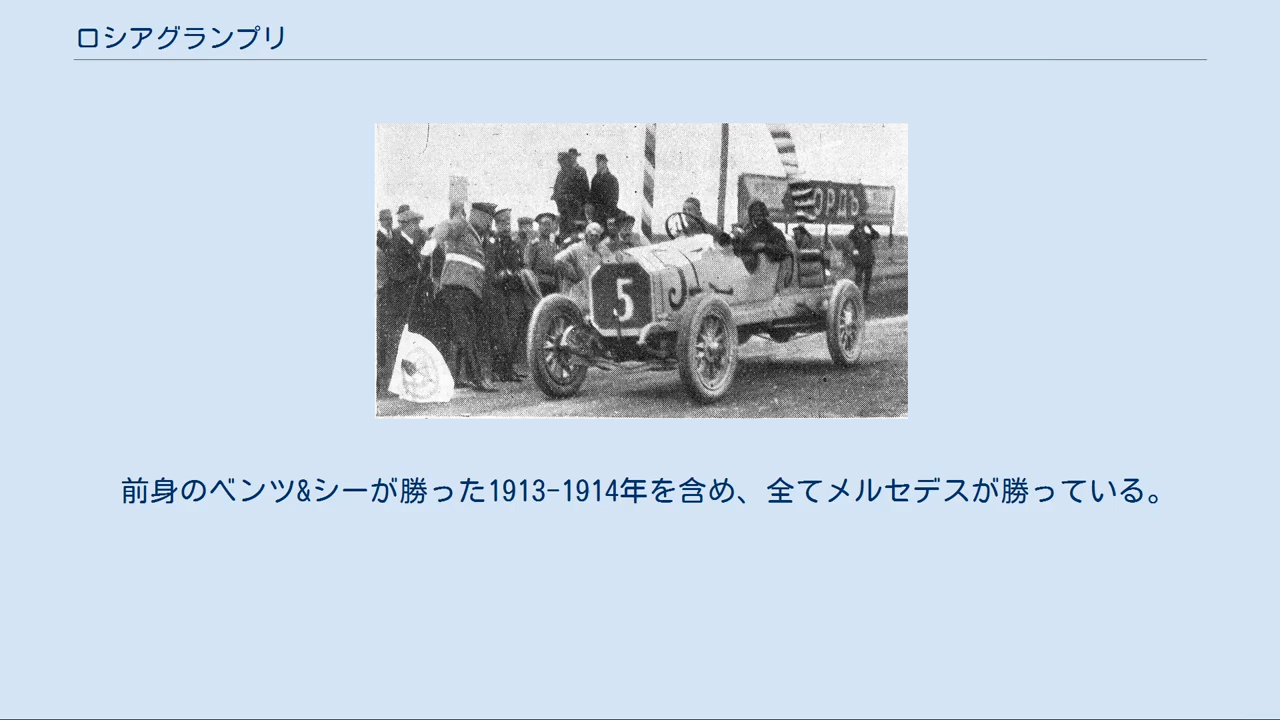 ロシアグランプリ
ОРЛЪ
5
前身のベンツ&シーが勝った1913-1914年を含め、全てメルセデスが勝っている。